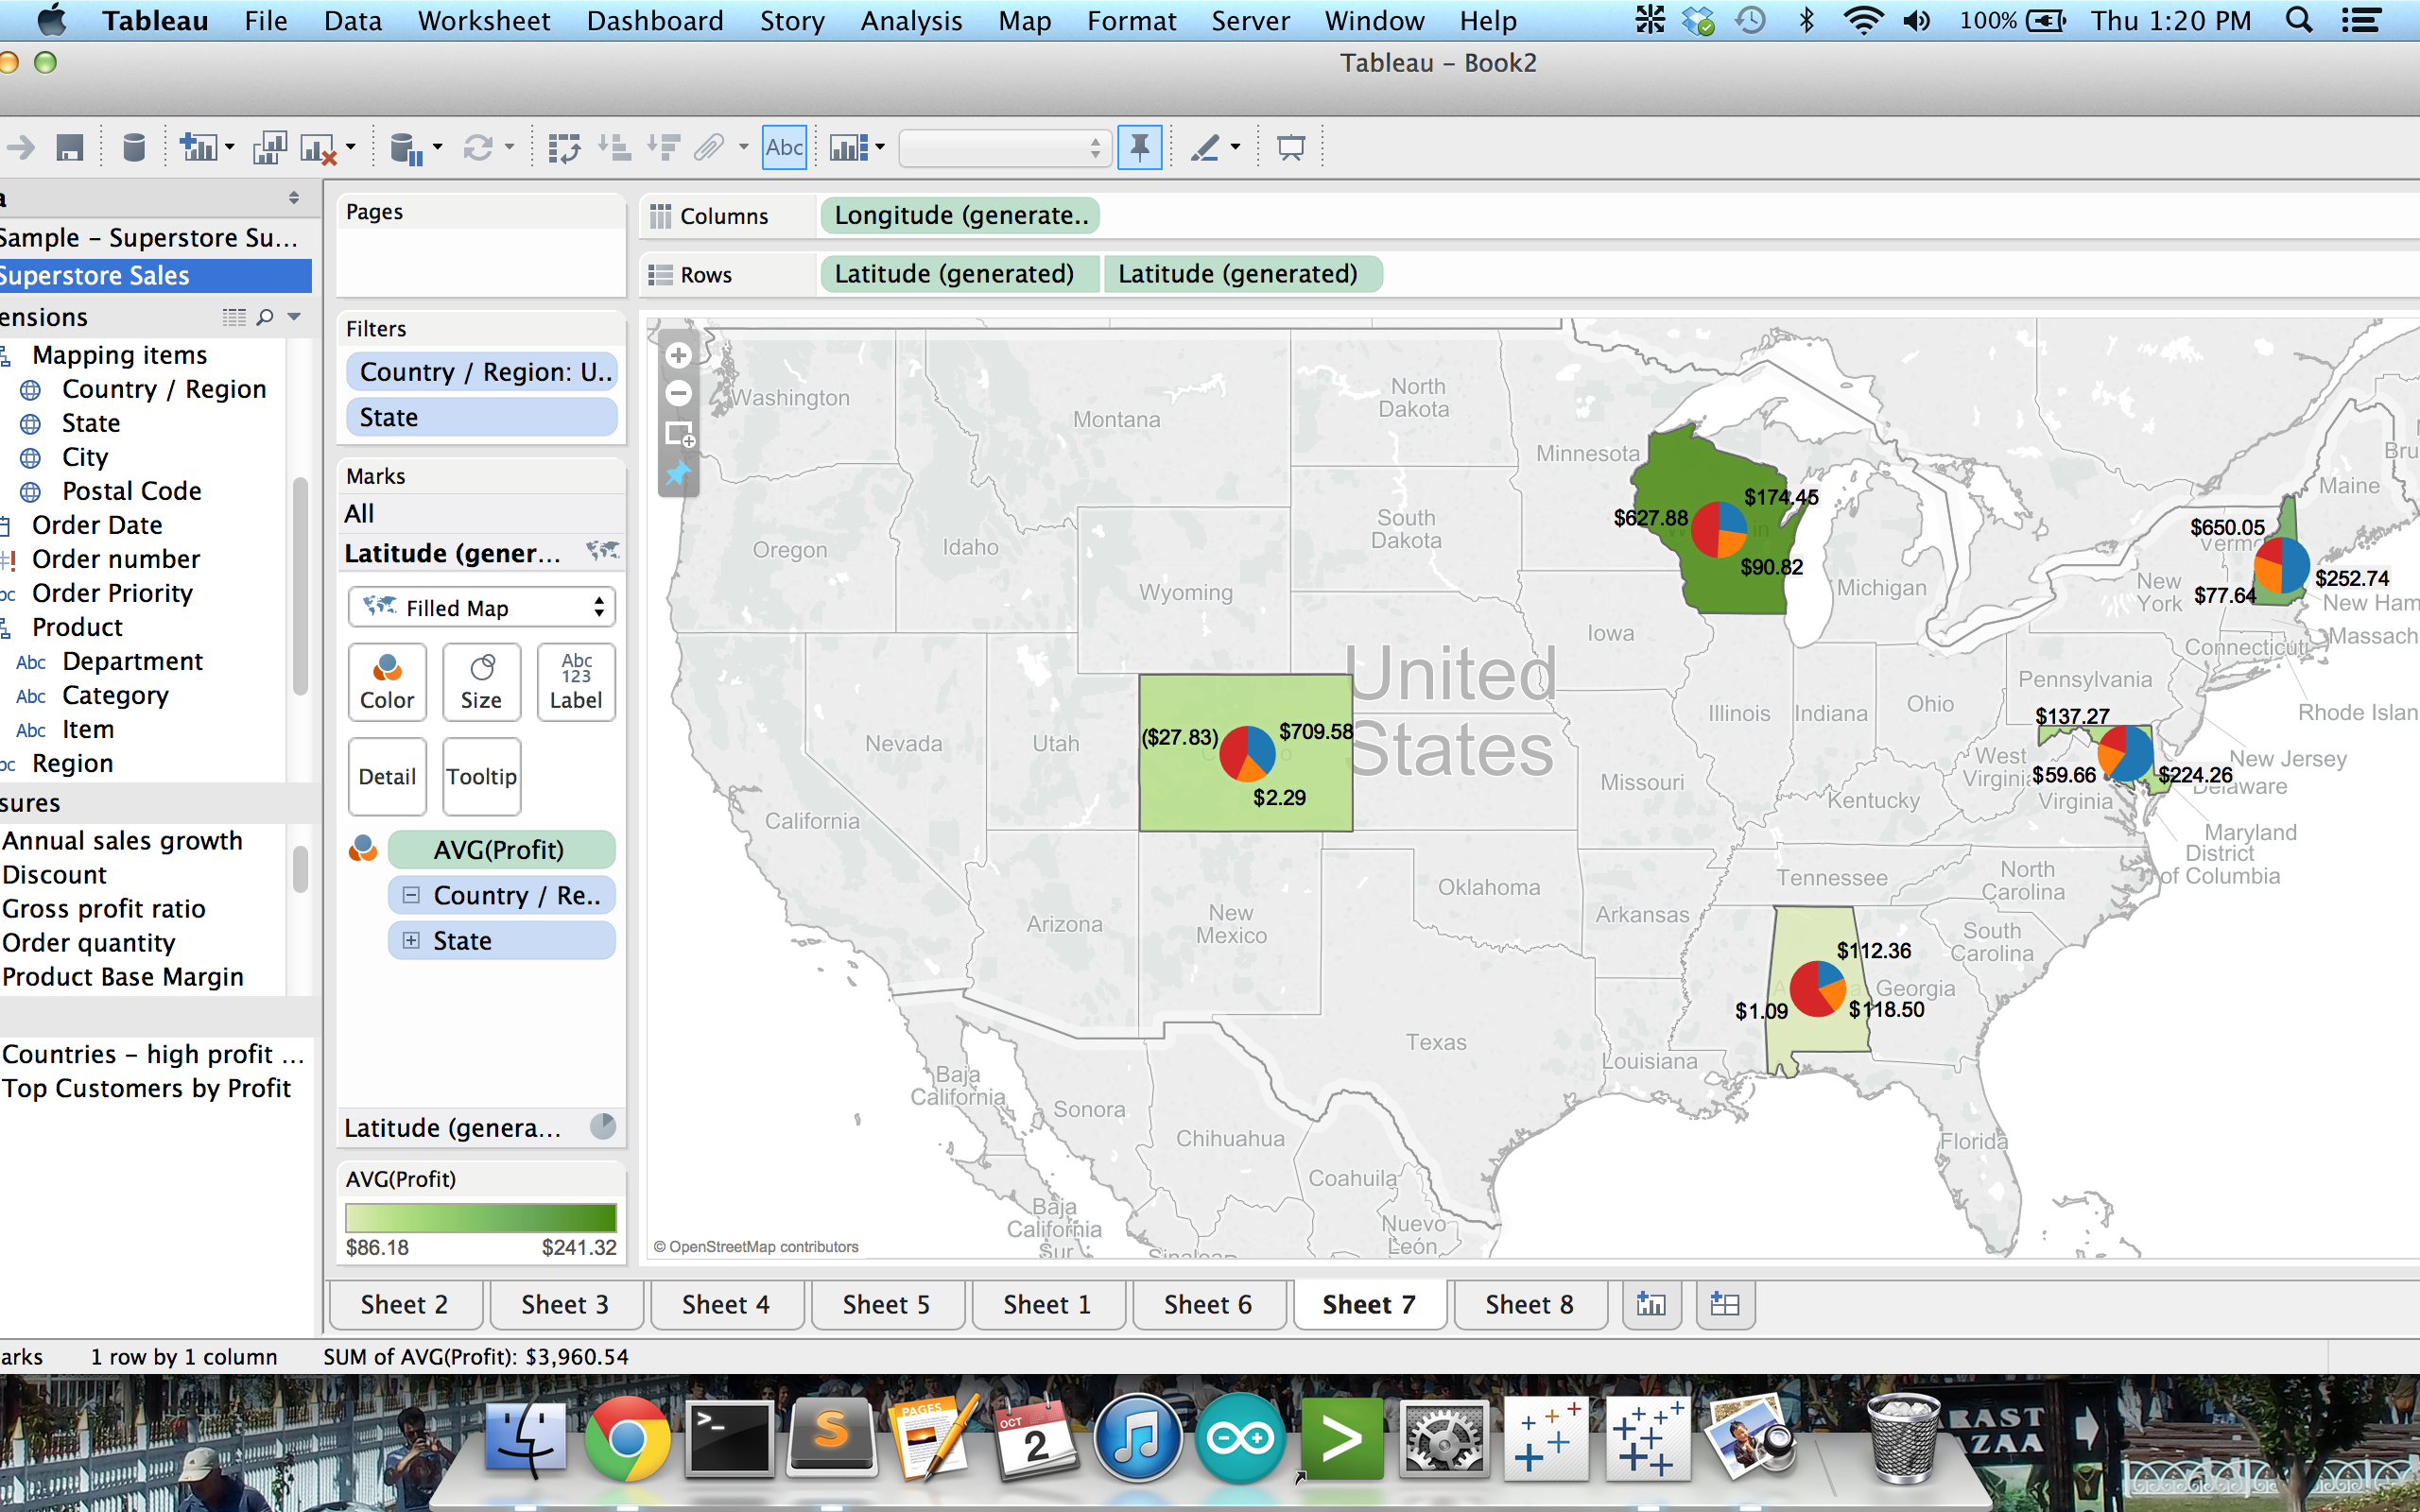 Tableau File Data Worksheet Dashboard Story Analysis Map Format Server Window Help 100% Thu 1:20 PM
Tableau – Book2
Abc
a
Sample – Superstore Su...
Superstore Sales
ensions
Mapping items
Country / Region
State
City
Postal Code
Order Date
Order number
Order Priority
Product
Abc Department
Abc Category
Abc Item
Region
sures
Annual sales growth
Discount
Gross profit ratio
Order quantity
Product Base Margin
Countries – high profit ...
Top Customers by Profit
Pages
Filters
Country / Region: U..
State
Marks
All
Latitude (gener...
Filled Map
Color
Size
Abc
123
Label
Detail
Tooltip
AVG(Profit)
Country / Re..
State
Latitude (genera...
AVG(Profit)
$86.18 $241.32
Columns Longitude (generate..
Rows Latitude (generated) Latitude (generated)
Washington
Montana
North
Dakota
Minnesota
$174.45
$627.88
$90.82
Michigan
Maine
Bru
$650.05
$252.74
$77.64
New Ham
New
York
Massach
Connecticut
Oregon
Idaho
South
Dakota
Wyoming
Iowa
United
States
Pennsylvania
Illinois
Indiana
Ohio
Rhode Islan
$137.27
$59.66
$224.26
New Jersey
Delaware
West
Virginia
Virginia
Maryland
District
of Columbia
Nevada
Utah
($27.83)
$709.58
$2.29
Missouri
Kentucky
California
Oklahoma
Tennessee
North
Carolina
Arizona
New
Mexico
Arkansas
South
Carolina
$112.36
$1.09
$118.50
Georgia
Texas
Louisiana
Florida
Baja
California
Sonora
Chihuahua
Coahuila
Baja
California
Sur
Nuevo
León
© OpenStreetMap contributors
Sheet 2 Sheet 3 Sheet 4 Sheet 5 Sheet 1 Sheet 6 Sheet 7 Sheet 8
arks 1 row by 1 column SUM of AVG(Profit): $3,960.54
PAGES
OCT
2